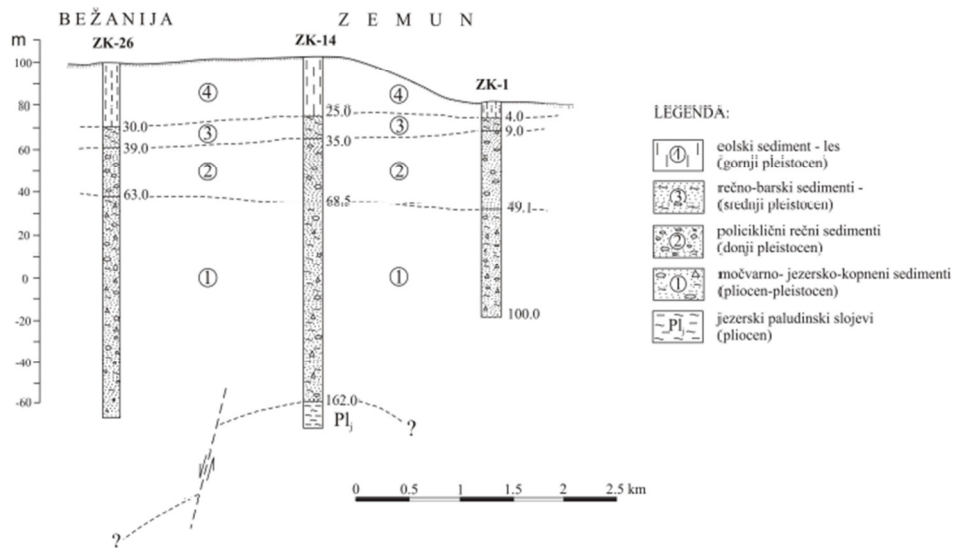 BEŽANIJA Z E M U N
m
ZK-26
ZK-14
ZK-1
100
80
60
40
20
0
-20
-40
-60
30.0
39.0
63.0
25.0
35.0
68.5
162.0
4.0
9.0
49.1
100.0
4
3
2
1
4
3
2
1
Plj
?
?
0 0.5 1 1.5 2 2.5 km
LEGENDA:
eolski sediment - les
(gornji pleistocen)
3 rečno-barski sedimenti -
(srednji pleistocen)
2 policiklični rečni sedimenti
(donji pleistocen)
1 močvarno- jezersko-kopneni sedimenti
(pliocen-pleistocen)
Plj jezerski paludinski slojevi
(pliocen)